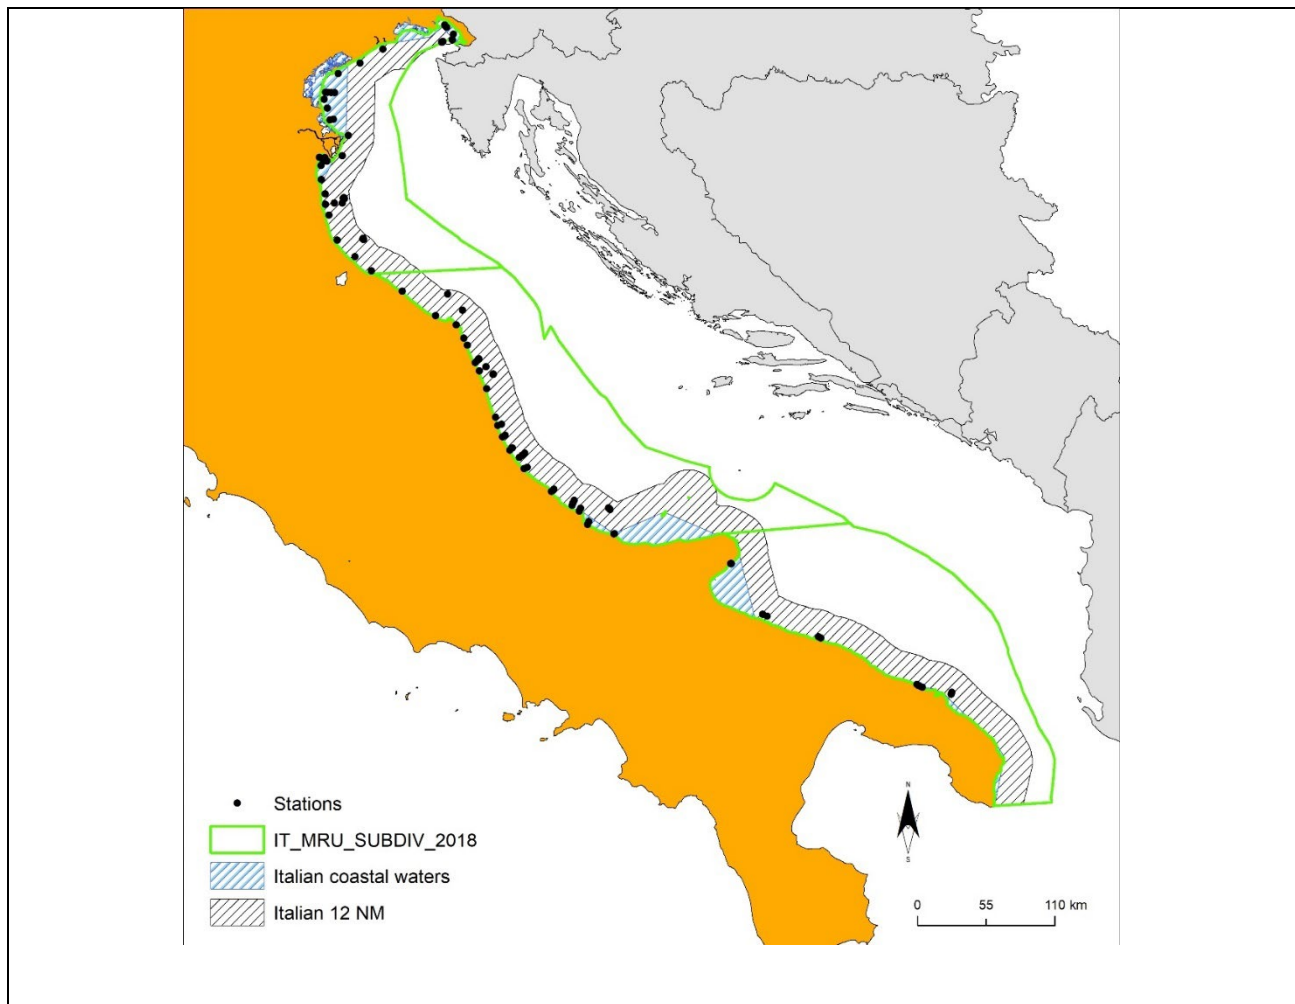 Stations
IT_MRU_SUBDIV_2018
Italian coastal waters
Italian 12 NM
N
S
0 55 110 km